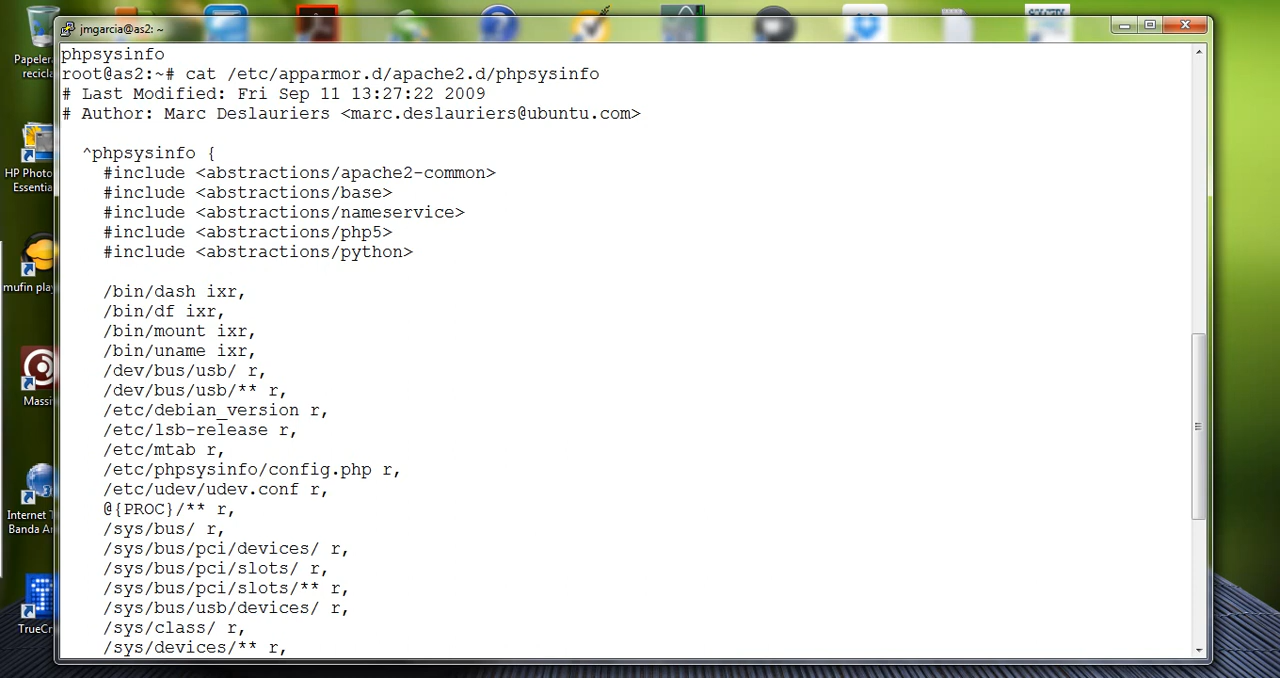 jmgarcia@as2: ~
phpsysinfo
root@as2:~# cat /etc/apparmor.d/apache2.d/phpsysinfo
# Last Modified: Fri Sep 11 13:27:22 2009
# Author: Marc Deslauriers <marc.deslauriers@ubuntu.com>
^phpsysinfo {
#include <abstractions/apache2-common>
#include <abstractions/base>
#include <abstractions/nameservice>
#include <abstractions/php5>
#include <abstractions/python>
/bin/dash ixr,
/bin/df ixr,
/bin/mount ixr,
/bin/uname ixr,
/dev/bus/usb/ r,
/dev/bus/usb/** r,
/etc/debian_version r,
/etc/lsb-release r,
/etc/mtab r,
/etc/phpsysinfo/config.php r,
/etc/udev/udev.conf r,
@{PROC}/** r,
/sys/bus/ r,
/sys/bus/pci/devices/ r,
/sys/bus/pci/slots/ r,
/sys/bus/pci/slots/** r,
/sys/bus/usb/devices/ r,
/sys/class/ r,
/sys/devices/** r,
Papeler
recicl
HP Photo
Essentia
mufin play
Massi
Internet T
Banda An
TrueCr